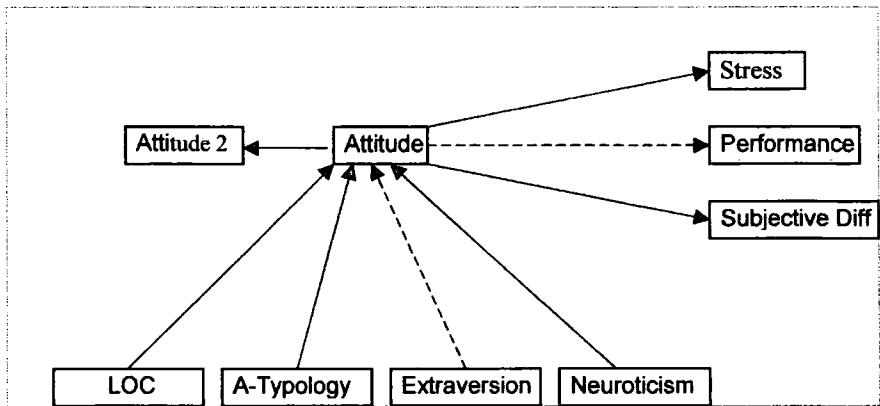 Stress
Attitude 2
Attitude
Performance
Subjective Diff
LOC
A-Typology
Extraversion
Neuroticism